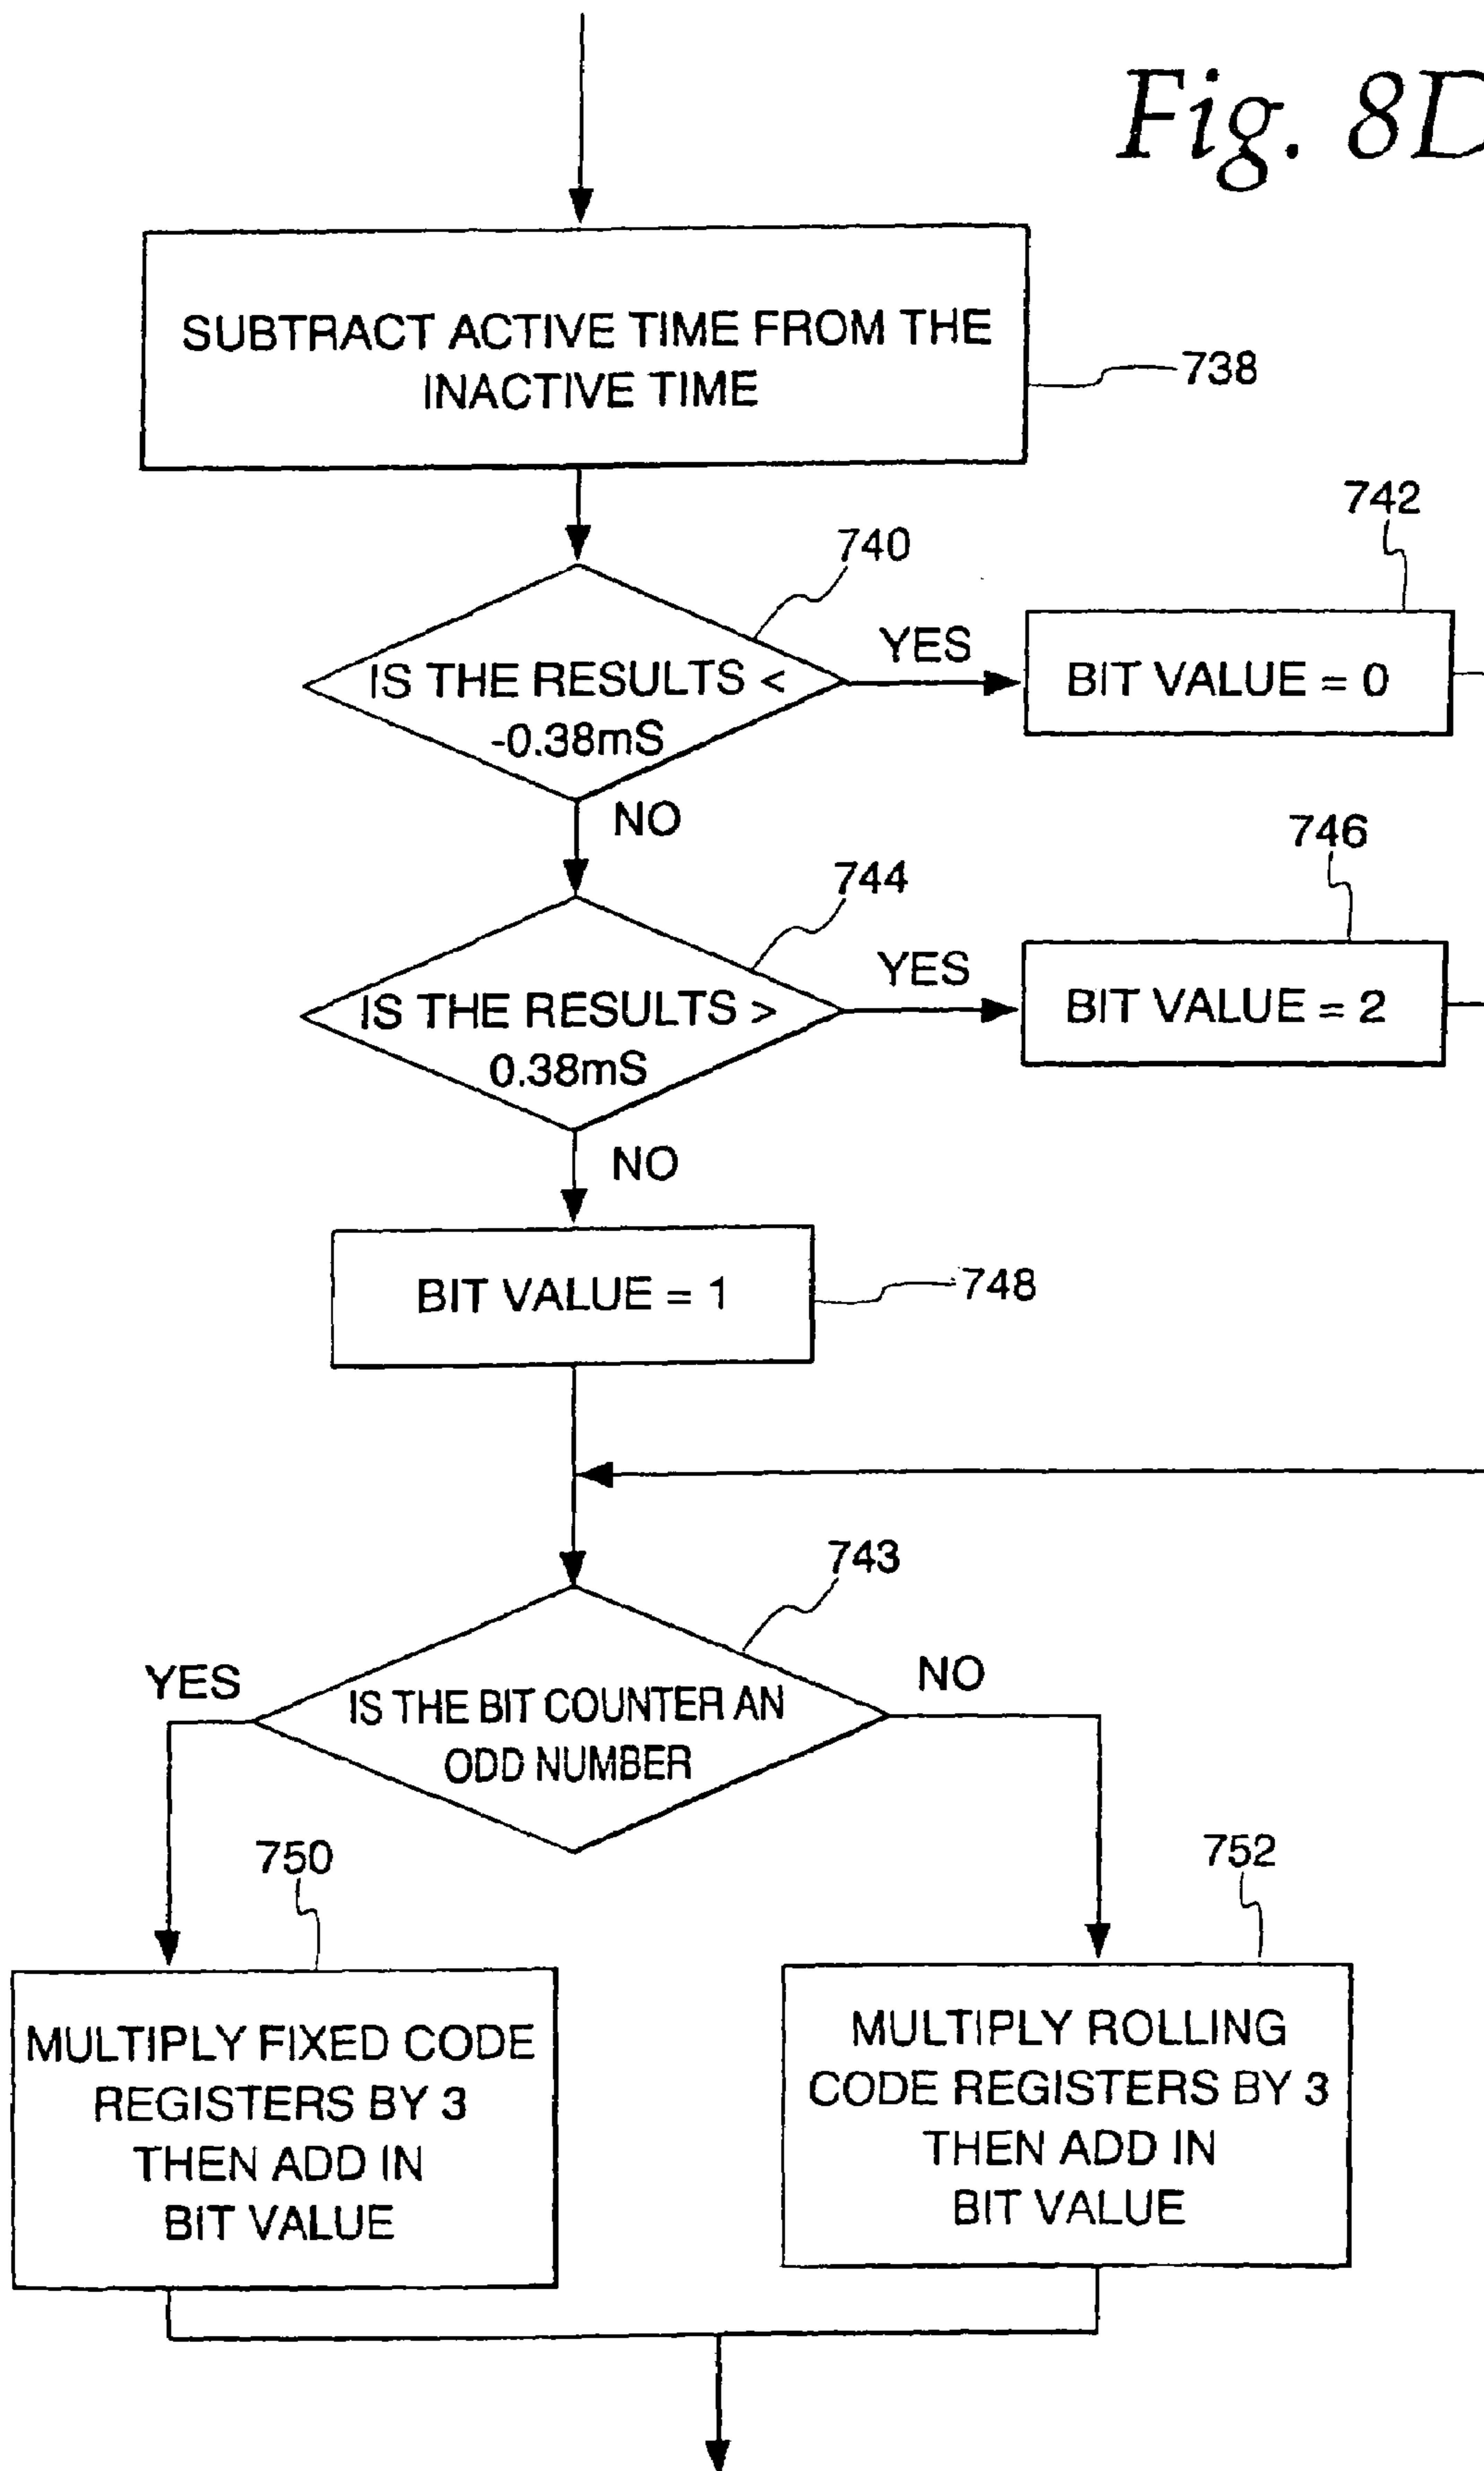 Fig. 8D
SUBTRACT ACTIVE TIME FROM THE
INACTIVE TIME
738
740
742
IS THE RESULTS <
-0.38mS
YES
BIT VALUE = 0
NO
744
746
IS THE RESULTS >
0.38mS
YES
BIT VALUE = 2
NO
BIT VALUE = 1
748
743
YES
IS THE BIT COUNTER AN
ODD NUMBER
NO
750
752
MULTIPLY FIXED CODE
REGISTERS BY 3
THEN ADD IN
BIT VALUE
MULTIPLY ROLLING
CODE REGISTERS BY 3
THEN ADD IN
BIT VALUE